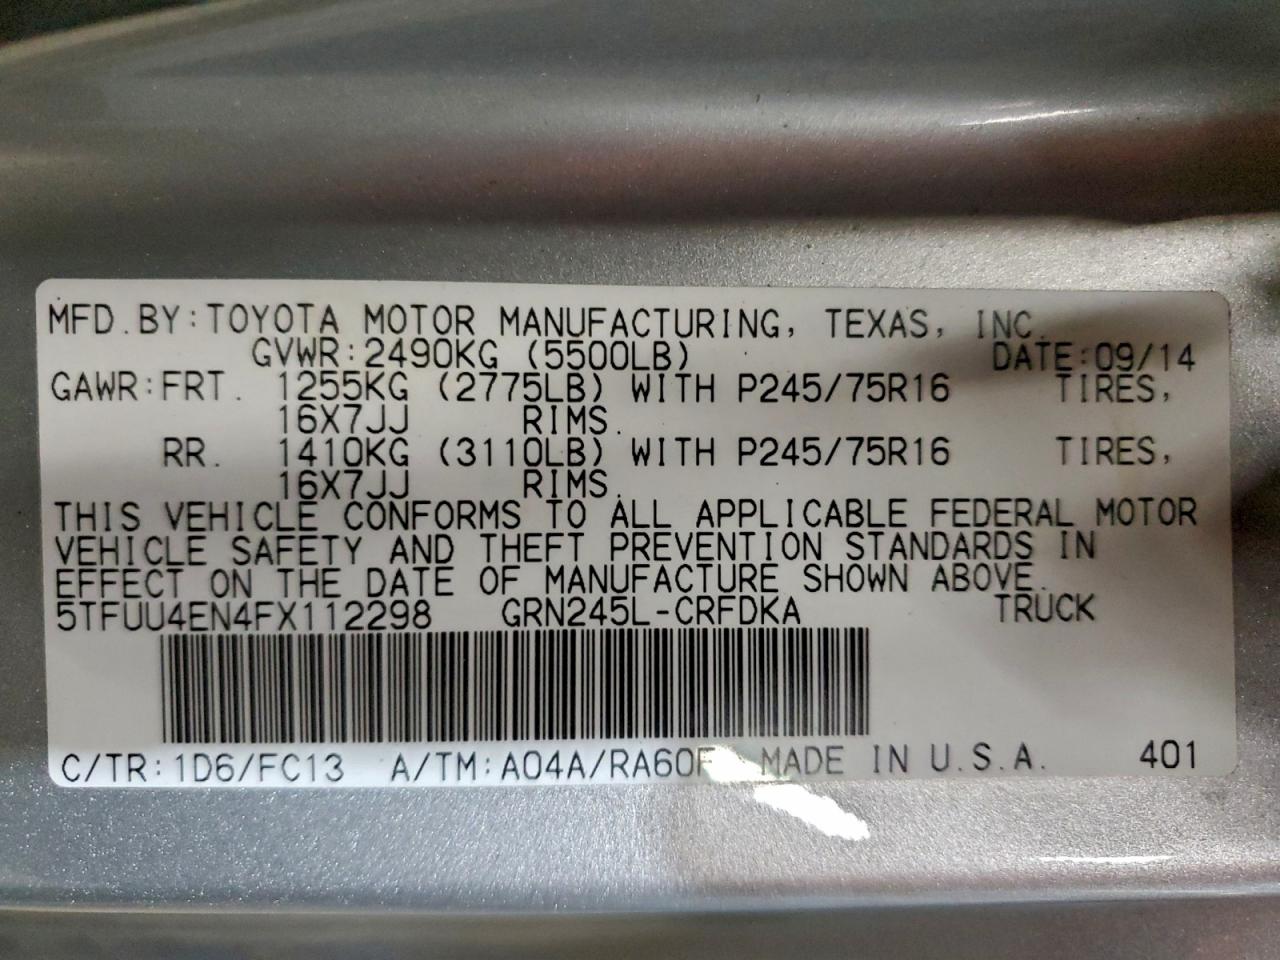 MFD.BY:TOYOTA MOTOR MANUFACTURING, TEXAS, INC.
GVWR:2490KG (5500LB) DATE:09/14
GAWR:FRT. 1255KG (2775LB) WITH P245/75R16 TIRES,
16X7JJ RIMS.
RR. 1410KG (3110LB) WITH P245/75R16 TIRES,
16X7JJ RIMS.
THIS VEHICLE CONFORMS TO ALL APPLICABLE FEDERAL MOTOR
VEHICLE SAFETY AND THEFT PREVENTION STANDARDS IN
EFFECT ON THE DATE OF MANUFACTURE SHOWN ABOVE.
5TFUU4EN4FX112298 GRN245L-CRFDKA TRUCK
C/TR:1D6/FC13 A/TM:A04A/RA60F MADE IN U.S.A. 401